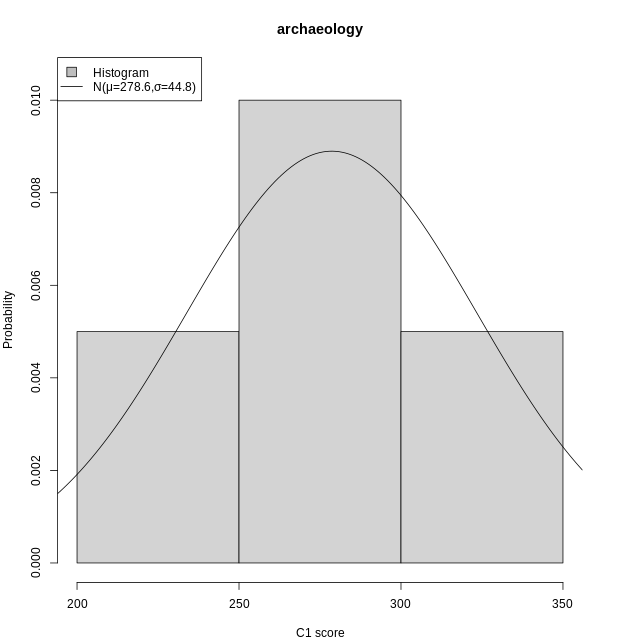 archaeology
Histogram
N(μ=278.6,σ=44.8)
Probability
0.010
0.008
0.006
0.004
0.002
0.000
200 250 300 350
C1 score